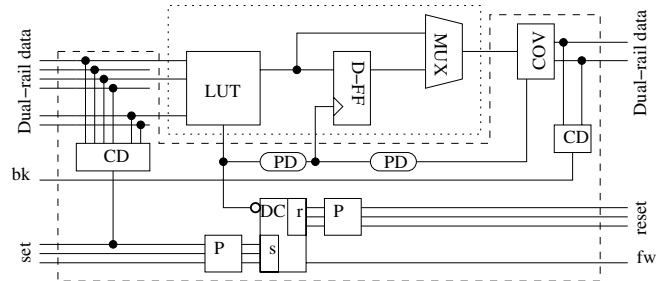 Dual-rail data
LUT
D-FF
MUX
COV
Dual-rail data
CD
PD
PD
CD
bk
DC
r
P
reset
set
P
s
fw